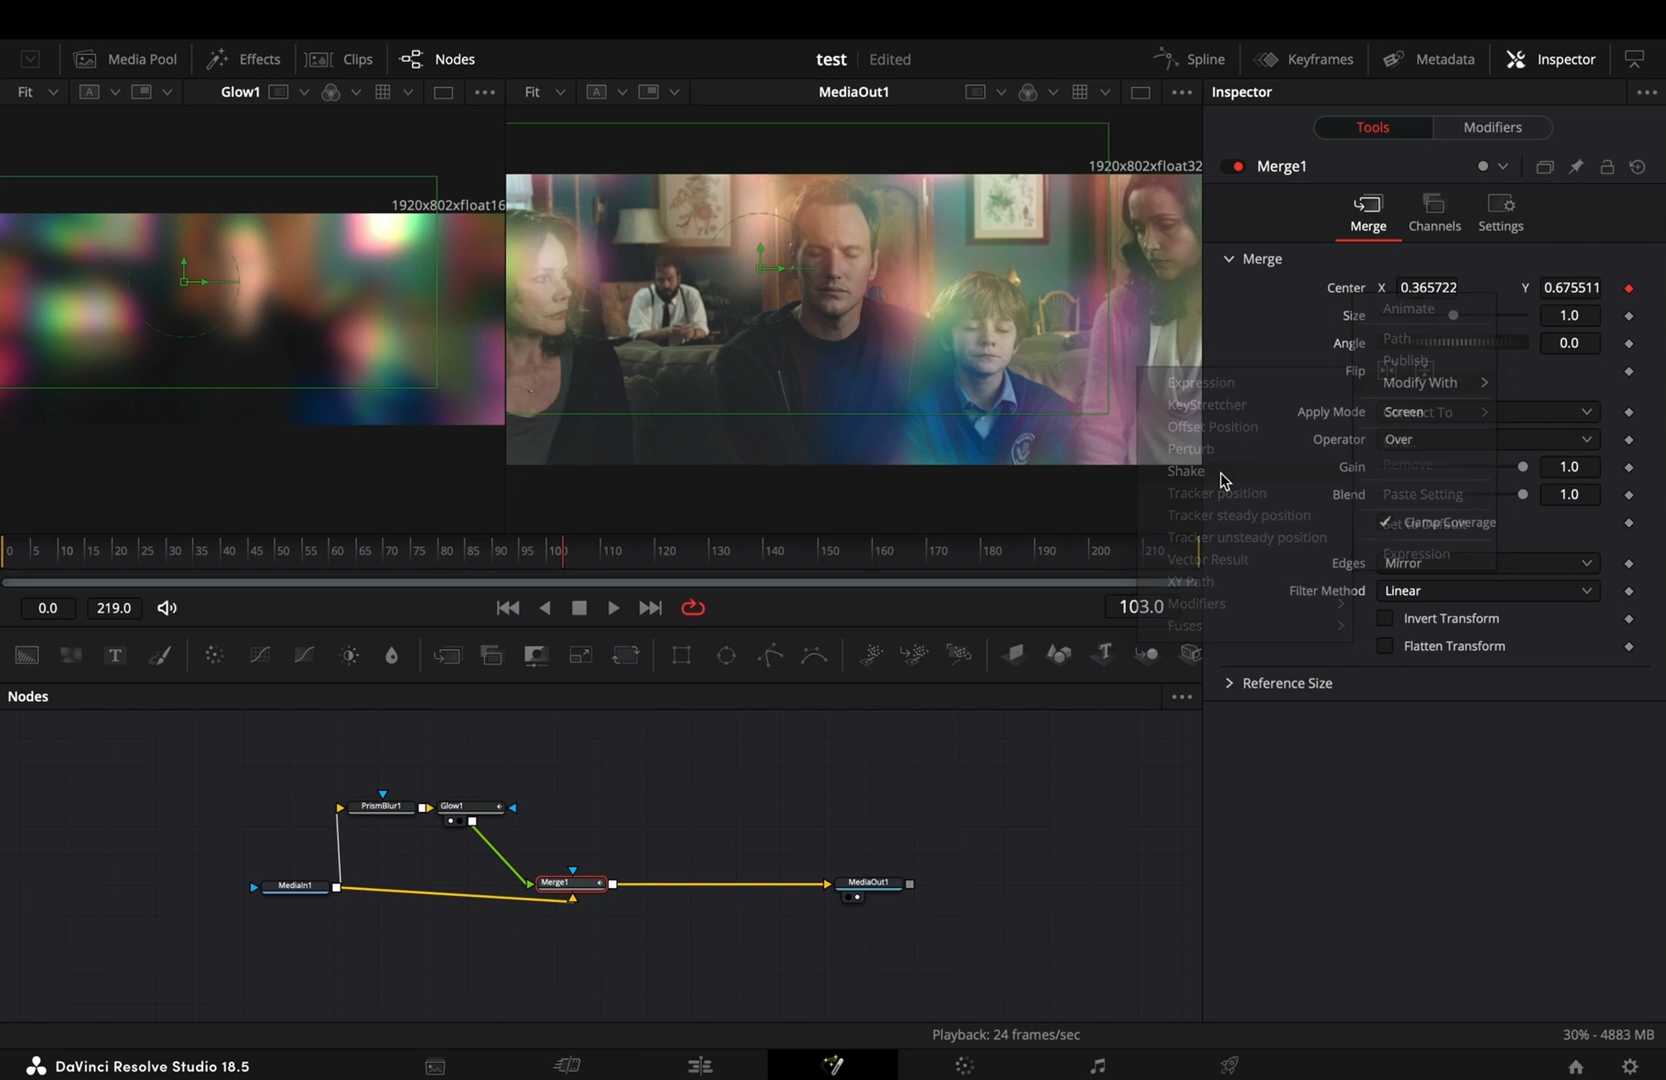 Media Pool
Effects
Clips
Nodes
test
Edited
Spline
Keyframes
Metadata
Inspector
Fit
A
Glow1
Fit
A
MediaOut1
Inspector
Tools
Modifiers
Merge1
1920x802xfloat16
1920x802xfloat32
Merge
Channels
Settings
Merge
Center X 0.365722 Y 0.675511
Size 1.0
Angle 0.0
Flip
Apply Mode Screen
Operator Over
Gain 1.0
Blend 1.0
Clamp Coverage
Edges Mirror
Filter Method Linear
Invert Transform
Flatten Transform
Reference Size
Animate
Path
Publish
Modify With
Remove
Paste Setting
Expression
Expression
KeyStretcher
Offset Position
Perturb
Shake
Tracker position
Tracker steady position
Tracker unsteady position
Vector Result
XY Path
Modifiers
Fuses
0 5 10 15 20 25 30 35 40 45 50 55 60 65 70 75 80 85 90 95 100 110 120 130 140 150 160 170 180 190 200 210
0.0 219.0 103.0
T
T
Nodes
PrismBlur1
Glow1
MediaIn1
Merge1
MediaOut1
Playback: 24 frames/sec
30% - 4883 MB
DaVinci Resolve Studio 18.5